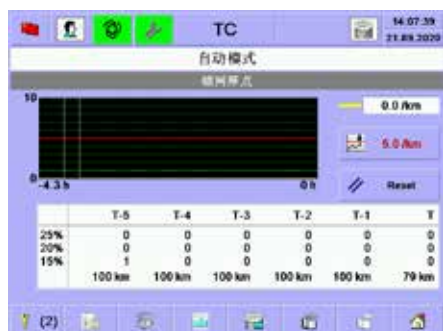 TC
14:07:39
21.09.2020
自动模式
10
0.0 /km
5.0 /km
0
-4.3 h
0 h
Reset
T-5 T-4 T-3 T-2 T-1 T
25% 0 0 0 0 0 0
20% 0 0 0 0 0 0
15% 1 0 0 0 0 0
100 km 100 km 100 km 100 km 100 km 79 km
(2)